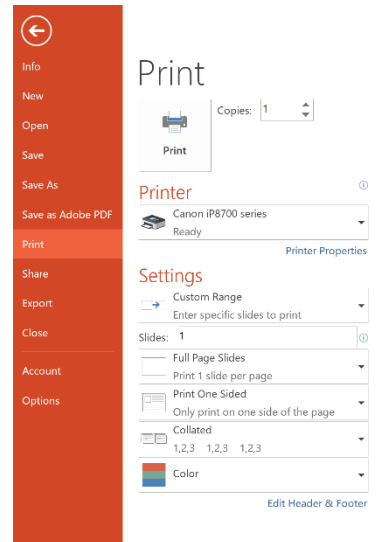 Info
New
Open
Save
Save As
Save as Adobe PDF
Print
Share
Export
Close
Account
Options
Print
Copies: 1
Print
Printer
Canon iP8700 series
Ready
Printer Properties
Settings
Custom Range
Enter specific slides to print
Slides: 1
Full Page Slides
Print 1 slide per page
Print One Sided
Only print on one side of the page
Collated
1,2,3 1,2,3 1,2,3
Color
Edit Header & Footer